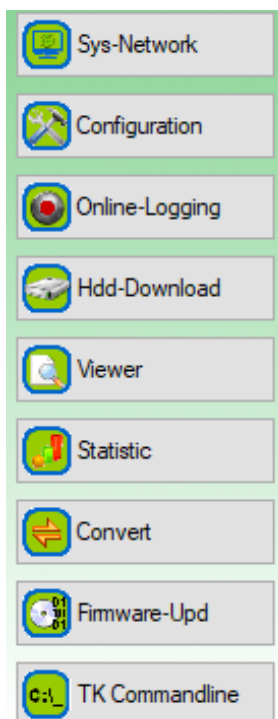 Sys-Network
Configuration
Online-Logging
Hdd-Download
Viewer
Statistic
Convert
Firmware-Upd
C:\_ TK Commandline